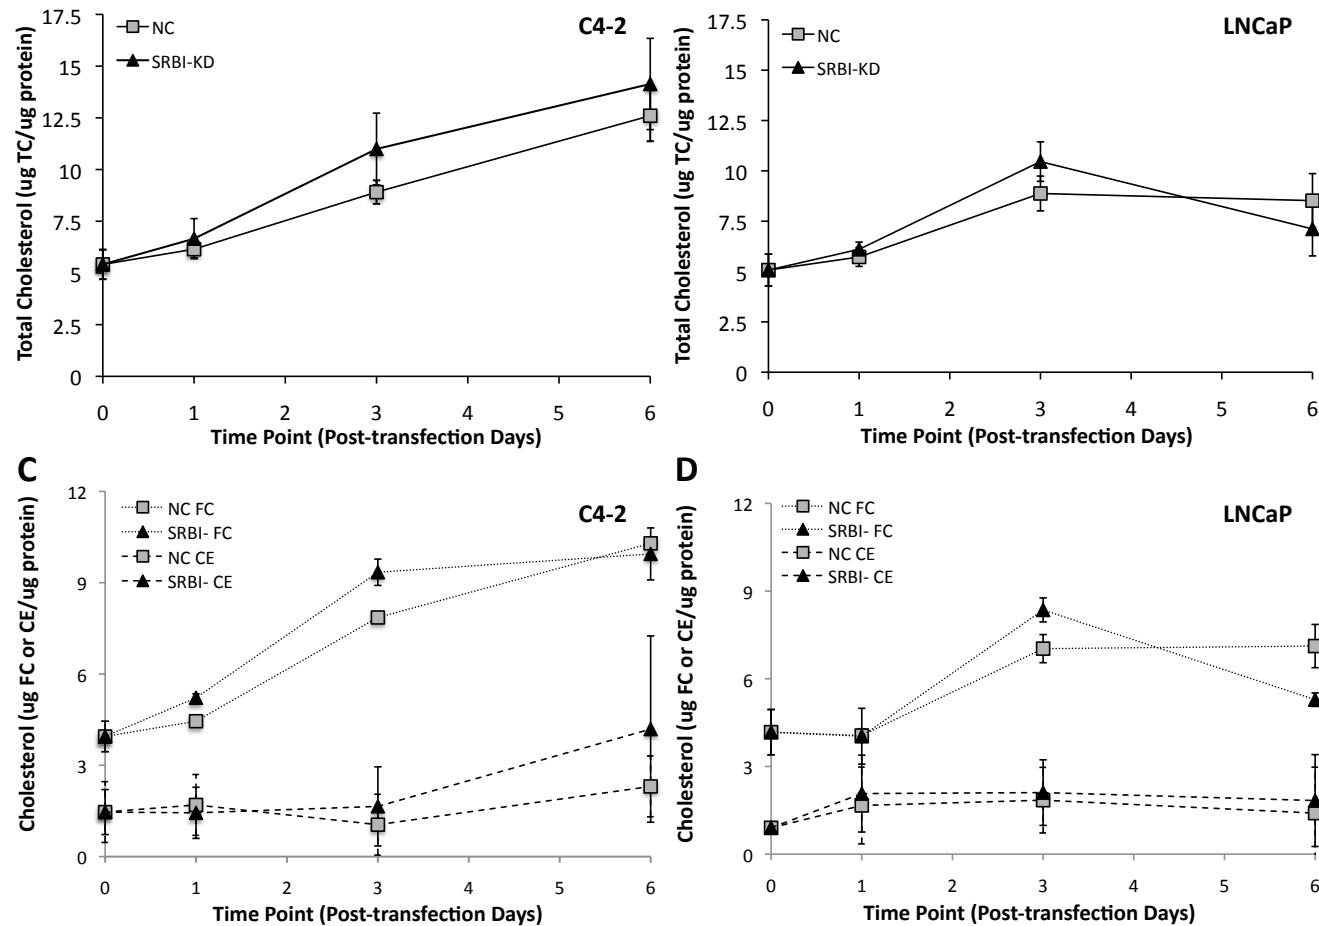 Total Cholesterol (ug TC/ug protein)
17.5
15
12.5
10
7.5
5
2.5
0
NC
SRBI-KD
C4-2
0 1 2 3 4 5 6
Time Point (Post-transfection Days)
Total Cholesterol (ug TC/ug protein)
17.5
15
12.5
10
7.5
5
2.5
0
NC
SRBI-KD
LNCaP
0 1 2 3 4 5 6
Time Point (Post-transfection Days)
C
Cholesterol (ug FC or CE/ug protein)
12
9
6
3
0
NC FC
SRBI- FC
NC CE
SRBI- CE
C4-2
0 1 2 3 4 5 6
Time Point (Post-transfection Days)
D
Cholesterol (ug FC or CE/ug protein)
12
9
6
3
0
NC FC
SRBI- FC
NC CE
SRBI- CE
LNCaP
0 1 2 3 4 5 6
Time Point (Post-transfection Days)